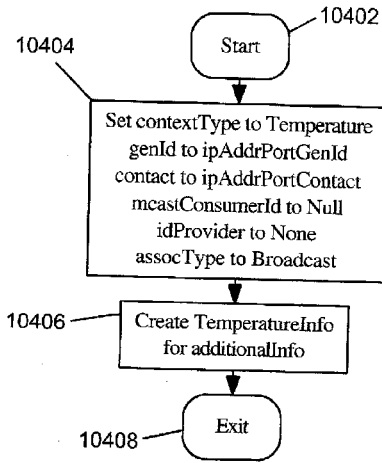 10402
Start
10404
Set contextType to Temperature
genId to ipAddrPortGenId
contact to ipAddrPortContact
mcastConsumerId to Null
idProvider to None
assocType to Broadcast
10406
Create TemperatureInfo
for additionalInfo
Exit
10408